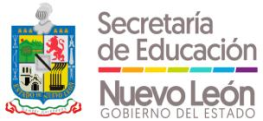 Secretaría
de Educación
Nuevo León
GOBIERNO DEL ESTADO